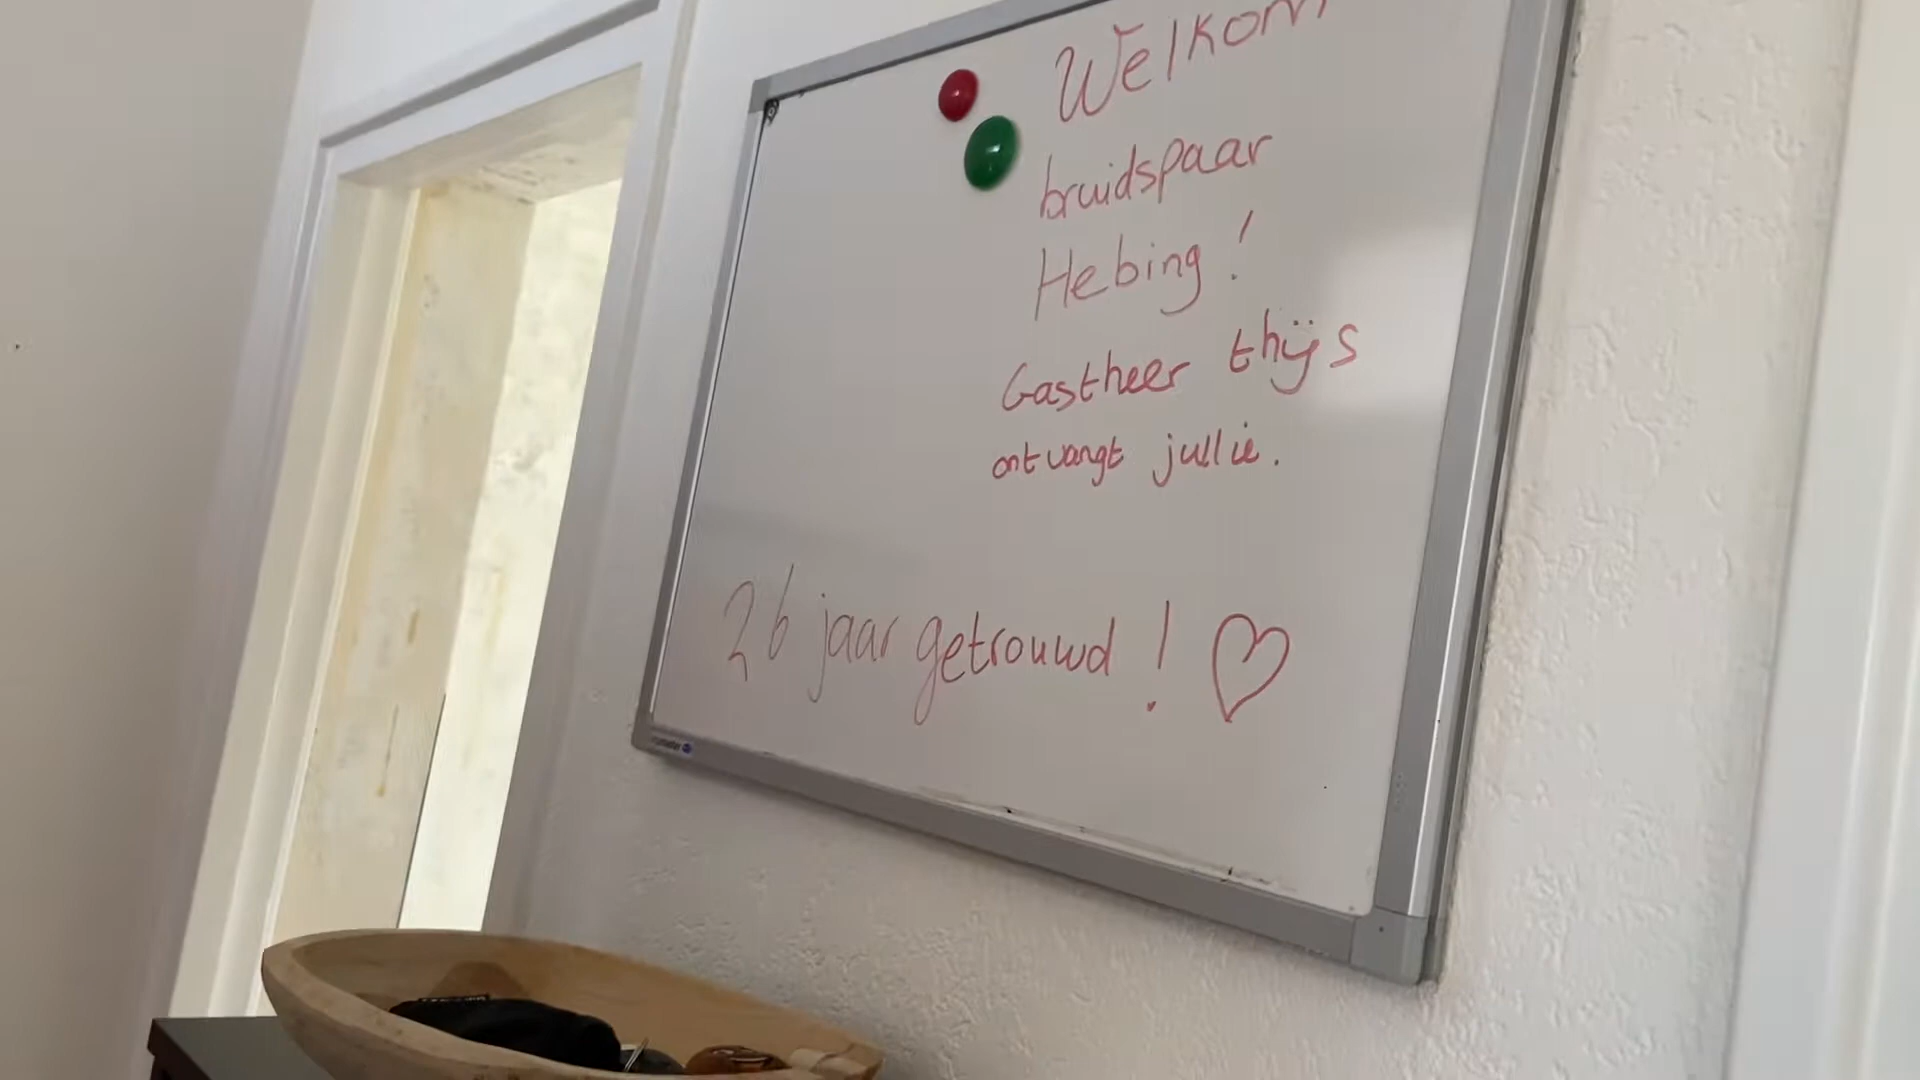 Welkom
bruidspaar
Hebing!
Gastheer thijs
ontvangt jullie.
26 jaar getrouwd! ♡